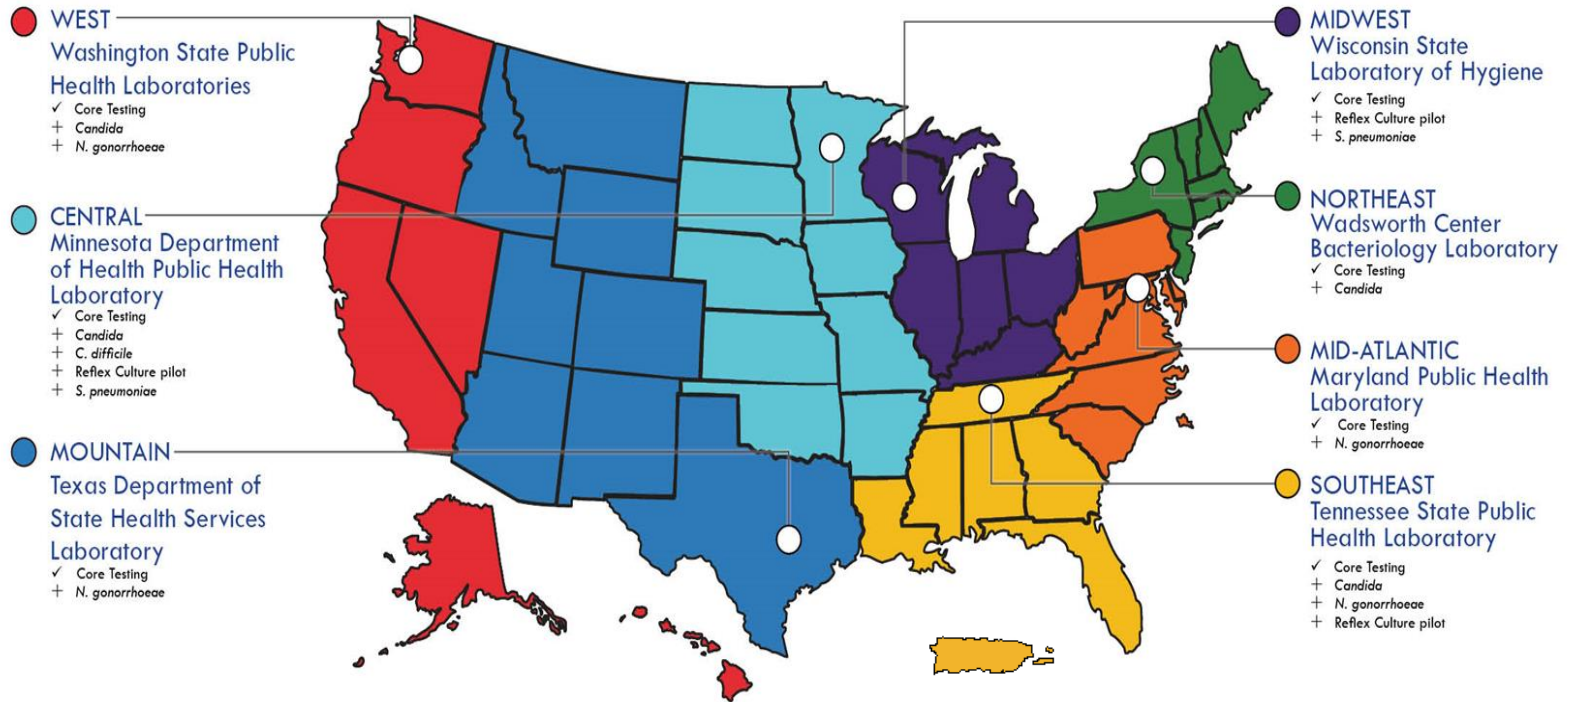 WEST
Washington State Public
Health Laboratories
✓ Core Testing
+ Candida
+ N. gonorrhoeae
CENTRAL
Minnesota Department
of Health Public Health
Laboratory
✓ Core Testing
+ Candida
+ C. difficile
+ Reflex Culture pilot
+ S. pneumoniae
MOUNTAIN
Texas Department of
State Health Services
Laboratory
✓ Core Testing
+ N. gonorrhoeae
MIDWEST
Wisconsin State
Laboratory of Hygiene
✓ Core Testing
+ Reflex Culture pilot
+ S. pneumoniae
NORTHEAST
Wadsworth Center
Bacteriology Laboratory
✓ Core Testing
+ Candida
MID-ATLANTIC
Maryland Public Health
Laboratory
✓ Core Testing
+ N. gonorrhoeae
SOUTHEAST
Tennessee State Public
Health Laboratory
✓ Core Testing
+ Candida
+ N. gonorrhoeae
+ Reflex Culture pilot